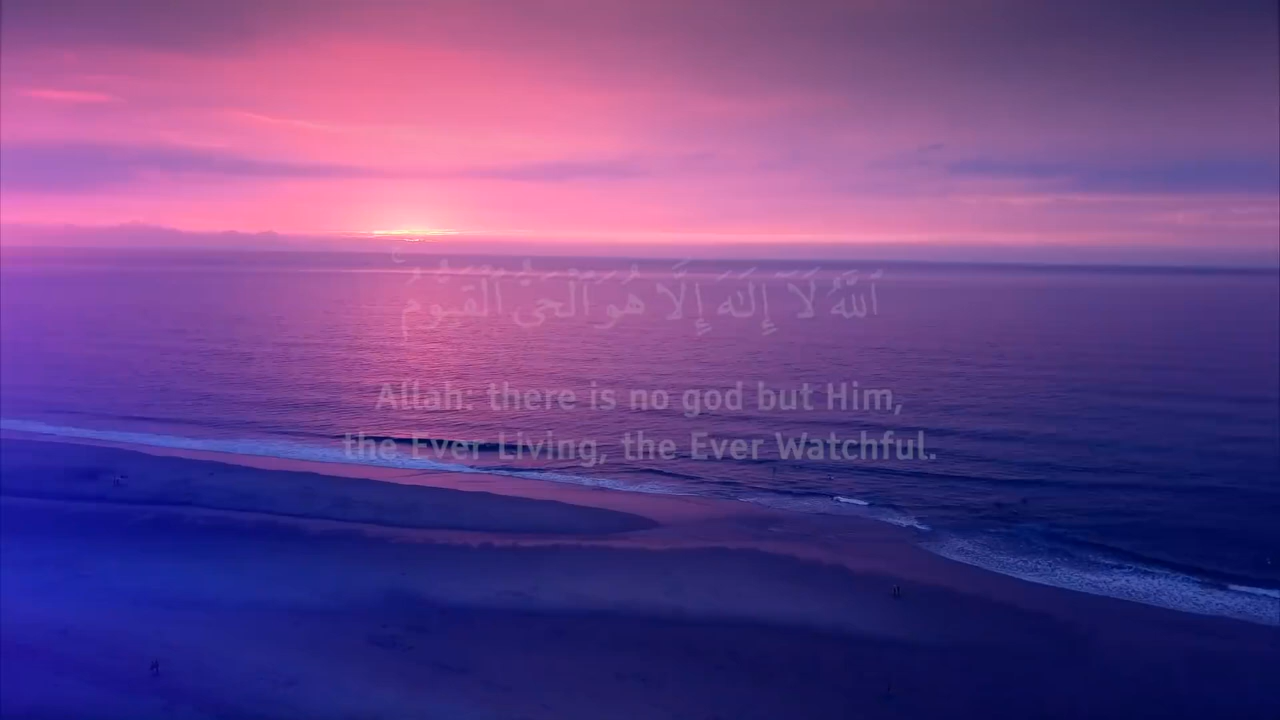 ٱللَّهُ لَآ إِلَـٰهَ إِلَّا هُوَ ٱلْحَىُّ ٱلْقَيُّومُ ۚ
Allah: there is no god but Him,
the Ever Living, the Ever Watchful.